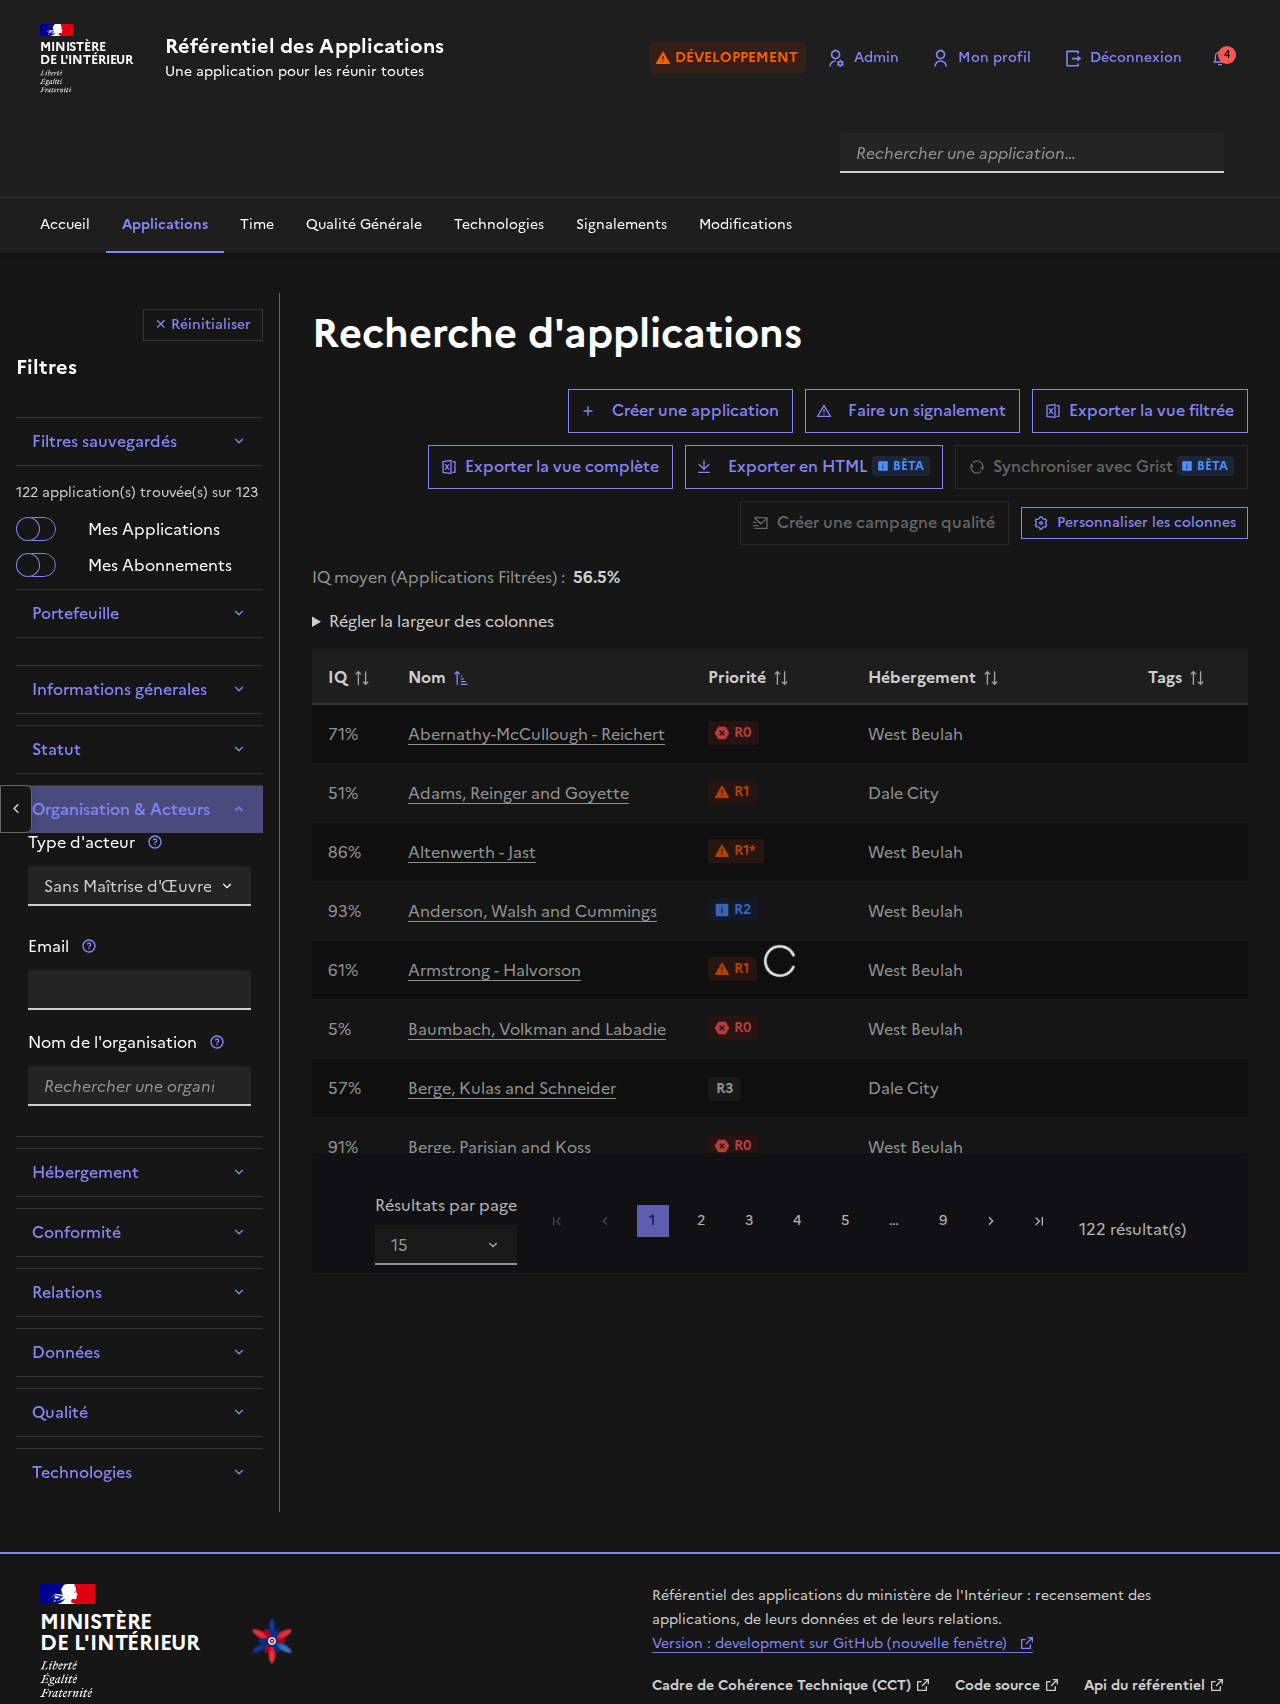 MINISTÈRE
DE L'INTÉRIEUR
Liberté
Égalité
Fraternité
Référentiel des Applications
Une application pour les réunir toutes
DÉVELOPPEMENT
Admin
Mon profil
Déconnexion
4
Rechercher une application…
Accueil
Applications
Time
Qualité Générale
Technologies
Signalements
Modifications
Réinitialiser
Filtres
Filtres sauvegardés
122 application(s) trouvée(s) sur 123
Mes Applications
Mes Abonnements
Portefeuille
Informations génerales
Statut
Organisation & Acteurs
Type d'acteur
Sans Maîtrise d'Œuvre
Email
Nom de l'organisation
Rechercher une organi
Hébergement
Conformité
Relations
Données
Qualité
Technologies
Recherche d'applications
Créer une application
Faire un signalement
Exporter la vue filtrée
Exporter la vue complète
Exporter en HTML BÊTA
Synchroniser avec Grist BÊTA
Créer une campagne qualité
Personnaliser les colonnes
IQ moyen (Applications Filtrées) : 56.5%
Régler la largeur des colonnes
IQ Nom Priorité Hébergement Tags
71% Abernathy-McCullough - Reichert R0 West Beulah
51% Adams, Reinger and Goyette R1 Dale City
86% Altenwerth - Jast R1* West Beulah
93% Anderson, Walsh and Cummings R2 West Beulah
61% Armstrong - Halvorson R1 West Beulah
5% Baumbach, Volkman and Labadie R0 West Beulah
57% Berge, Kulas and Schneider R3 Dale City
91% Berge, Parisian and Koss R0 West Beulah
Résultats par page
15
1 2 3 4 5 … 9
122 résultat(s)
MINISTÈRE
DE L'INTÉRIEUR
Liberté
Égalité
Fraternité
Référentiel des applications du ministère de l'Intérieur : recensement des
applications, de leurs données et de leurs relations.
Version : development sur GitHub (nouvelle fenêtre)
Cadre de Cohérence Technique (CCT)
Code source
Api du référentiel